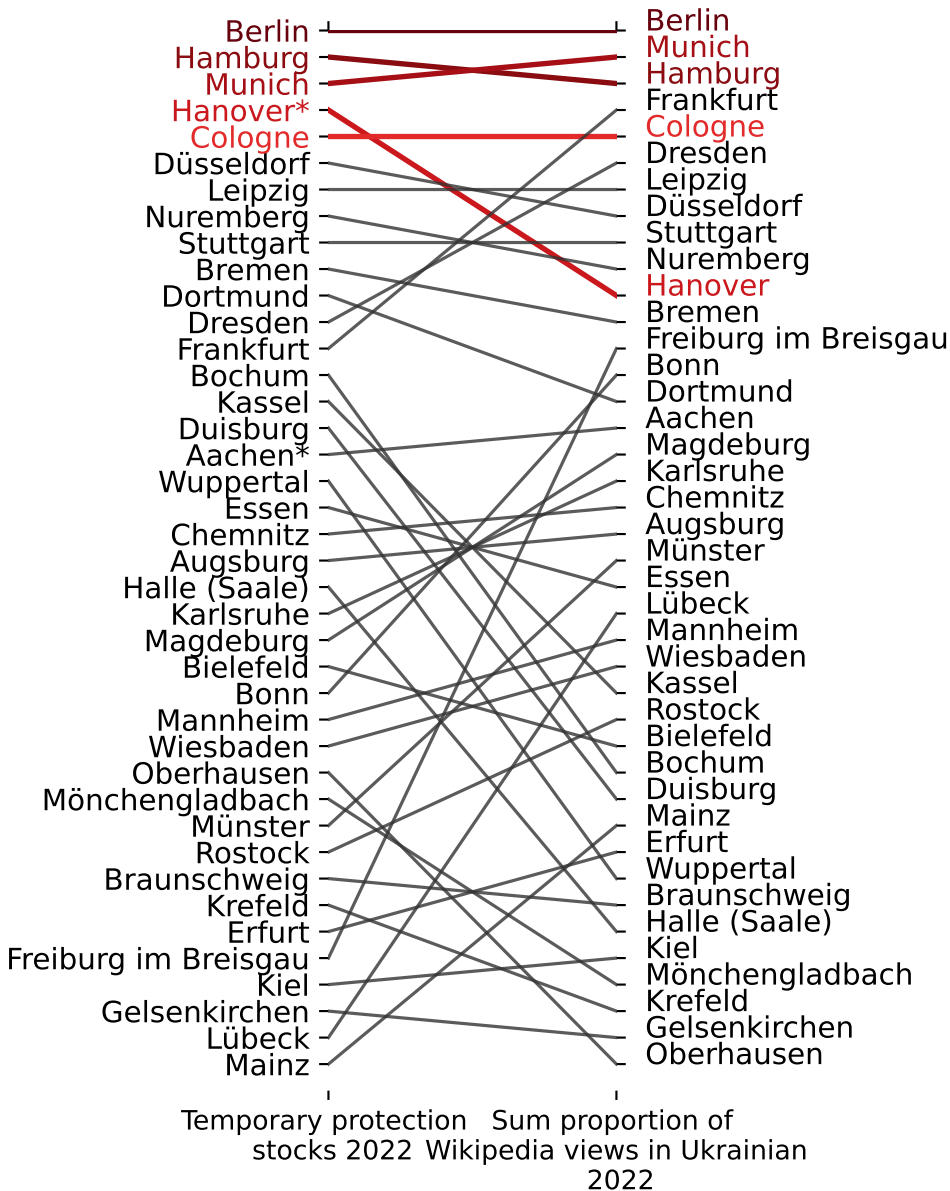 Berlin
Hamburg
Munich
Hanover*
Cologne
Düsseldorf
Leipzig
Nuremberg
Stuttgart
Bremen
Dortmund
Dresden
Frankfurt
Bochum
Kassel
Duisburg
Aachen*
Wuppertal
Essen
Chemnitz
Augsburg
Halle (Saale)
Karlsruhe
Magdeburg
Bielefeld
Bonn
Mannheim
Wiesbaden
Oberhausen
Mönchengladbach
Münster
Rostock
Braunschweig
Krefeld
Erfurt
Freiburg im Breisgau
Kiel
Gelsenkirchen
Lübeck
Mainz
Berlin
Munich
Hamburg
Frankfurt
Cologne
Dresden
Leipzig
Düsseldorf
Stuttgart
Nuremberg
Hanover
Bremen
Freiburg im Breisgau
Bonn
Dortmund
Aachen
Magdeburg
Karlsruhe
Chemnitz
Augsburg
Münster
Essen
Lübeck
Mannheim
Wiesbaden
Kassel
Rostock
Bielefeld
Bochum
Duisburg
Mainz
Erfurt
Wuppertal
Braunschweig
Halle (Saale)
Kiel
Mönchengladbach
Krefeld
Gelsenkirchen
Oberhausen
Temporary protection
stocks 2022
Sum proportion of
Wikipedia views in Ukrainian
2022